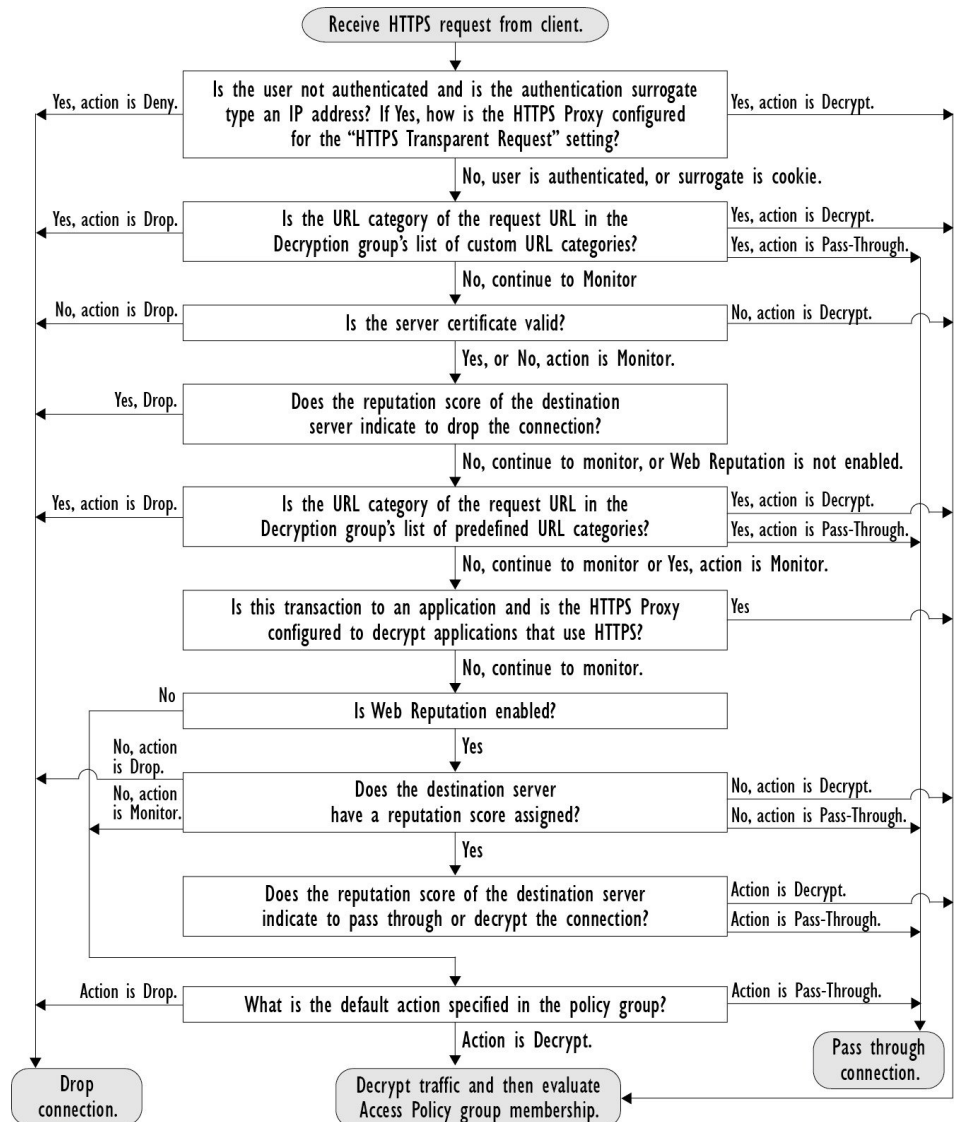 Receive HTTPS request from client.
Yes, action is Deny.
Is the user not authenticated and is the authentication surrogate
type an IP address? If Yes, how is the HTTPS Proxy configured
for the “HTTPS Transparent Request” setting?
Yes, action is Decrypt.
No, user is authenticated, or surrogate is cookie.
Yes, action is Drop.
Is the URL category of the request URL in the
Decryption group’s list of custom URL categories?
Yes, action is Decrypt.
Yes, action is Pass-Through.
No, continue to Monitor
No, action is Drop.
Is the server certificate valid?
No, action is Decrypt.
Yes, or No, action is Monitor.
Yes, Drop.
Does the reputation score of the destination
server indicate to drop the connection?
No, continue to monitor, or Web Reputation is not enabled.
Yes, action is Drop.
Is the URL category of the request URL in the
Decryption group’s list of predefined URL categories?
Yes, action is Decrypt.
Yes, action is Pass-Through.
No, continue to monitor or Yes, action is Monitor.
Is this transaction to an application and is the HTTPS Proxy
configured to decrypt applications that use HTTPS?
Yes
No, continue to monitor.
No
Is Web Reputation enabled?
Yes
No, action
is Drop.
No, action
is Monitor.
Does the destination server
have a reputation score assigned?
No, action is Decrypt.
No, action is Pass-Through.
Yes
Does the reputation score of the destination server
indicate to pass through or decrypt the connection?
Action is Decrypt.
Action is Pass-Through.
Action is Drop.
What is the default action specified in the policy group?
Action is Pass-Through.
Action is Decrypt.
Drop
connection.
Decrypt traffic and then evaluate
Access Policy group membership.
Pass through
connection.